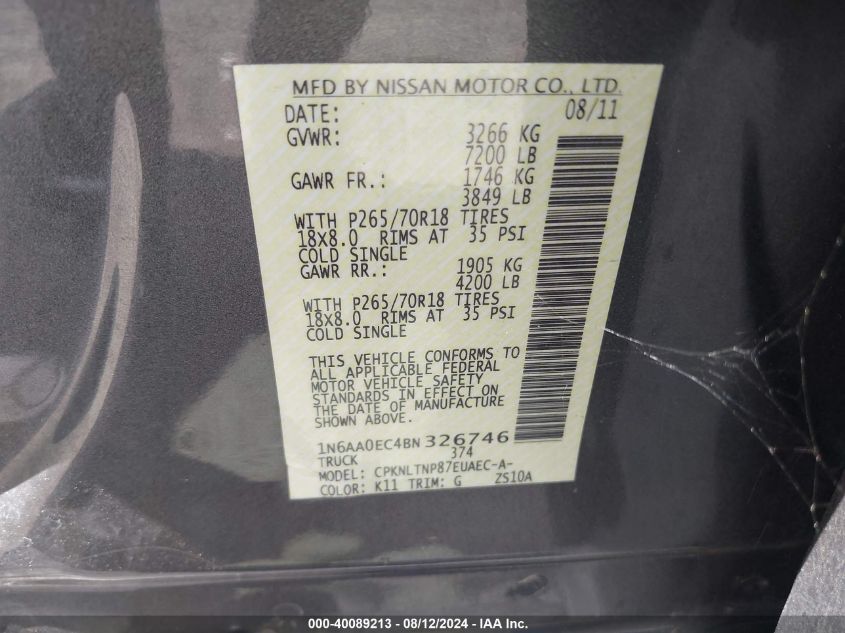 MFD BY NISSAN MOTOR CO., LTD.
DATE: 08/11
GVWR: 3266 KG
7200 LB
GAWR FR.: 1746 KG
3849 LB
WITH P265/70R18 TIRES
18X8.0 RIMS AT 35 PSI
COLD SINGLE
GAWR RR.: 1905 KG
4200 LB
WITH P265/70R18 TIRES
18X8.0 RIMS AT 35 PSI
COLD SINGLE
THIS VEHICLE CONFORMS TO
ALL APPLICABLE FEDERAL
MOTOR VEHICLE SAFETY
STANDARDS IN EFFECT ON
THE DATE OF MANUFACTURE
SHOWN ABOVE.
1N6AA0EC4BN326746
TRUCK 374
MODEL: CPKNLTNP87EUAEC-A-
COLOR: K11 TRIM: G ZS10A
000-40089213 - 08/12/2024 - IAA Inc.